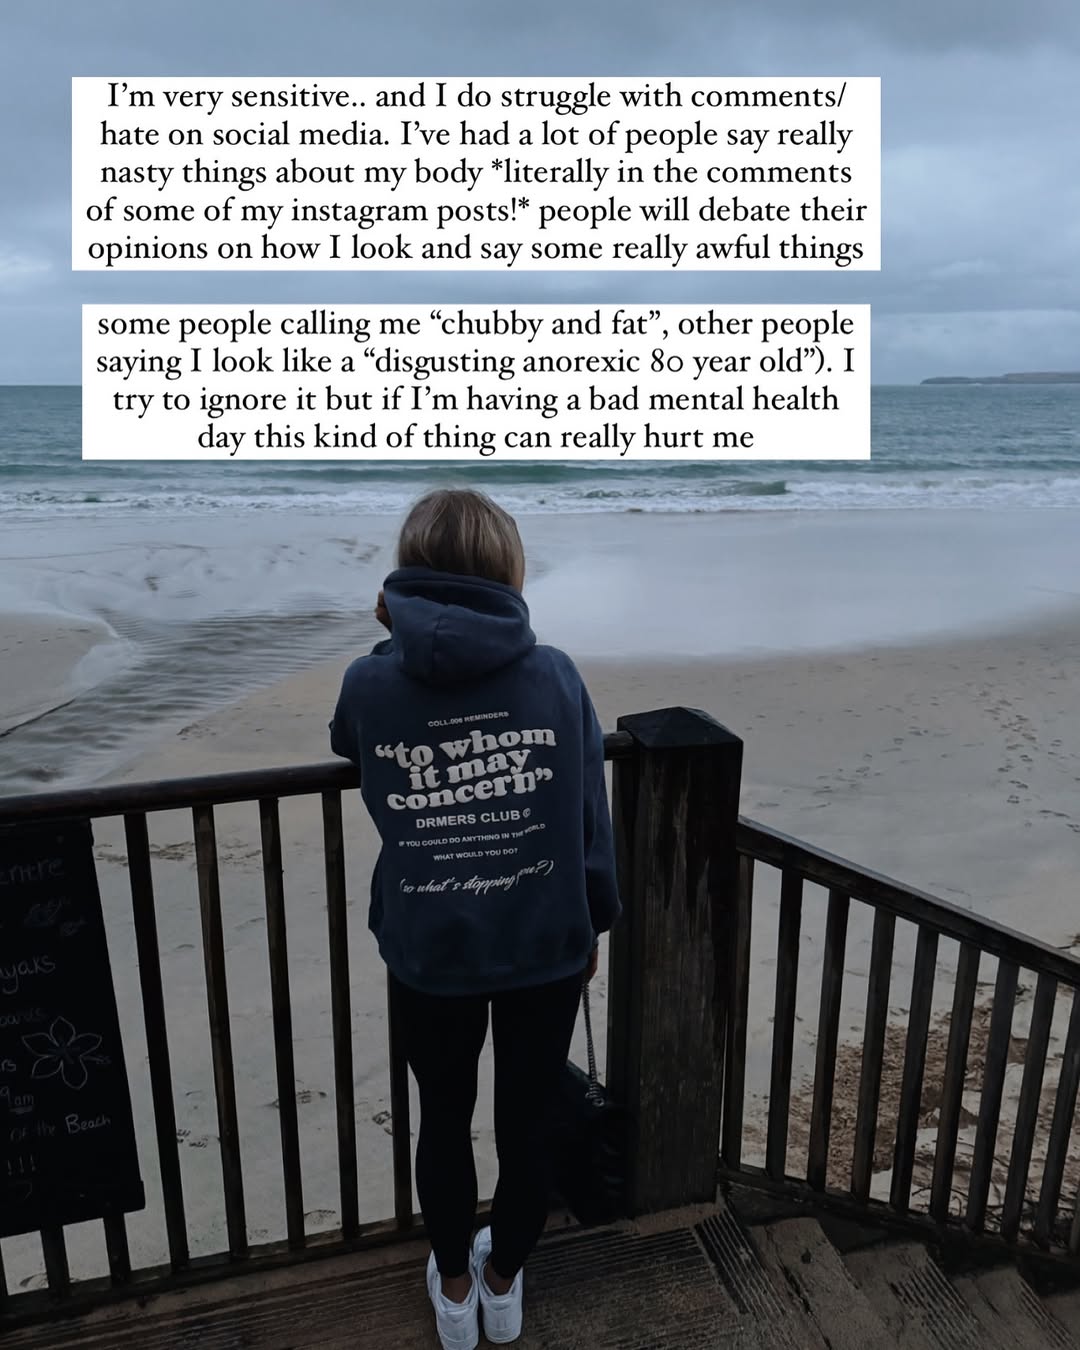 I'm very sensitive.. and I do struggle with comments/
hate on social media. I've had a lot of people say really
nasty things about my body *literally in the comments
of some of my instagram posts!* people will debate their
opinions on how I look and say some really awful things
some people calling me “chubby and fat”, other people
saying I look like a “disgusting anorexic 80 year old”). I
try to ignore it but if I'm having a bad mental health
day this kind of thing can really hurt me
COLL.006 REMINDERS
“to whom
it may
concern”
DRMERS CLUB ©
IF YOU COULD DO ANYTHING IN THE WORLD
WHAT WOULD YOU DO?
(so what's stopping you?)
9am
of the Beach
!!!